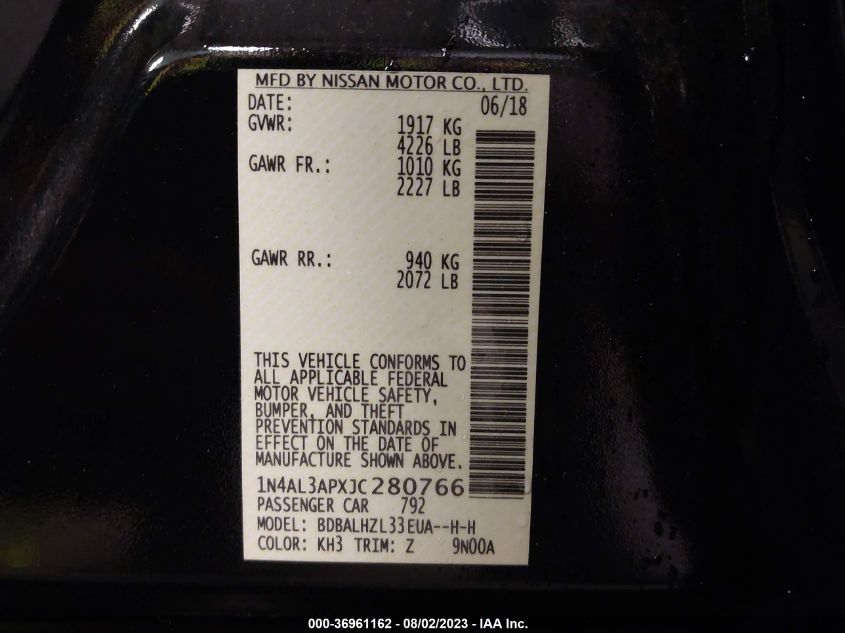 MFD BY NISSAN MOTOR CO., LTD.
DATE: 06/18
GVWR: 1917 KG
4226 LB
GAWR FR.: 1010 KG
2227 LB
GAWR RR.: 940 KG
2072 LB
THIS VEHICLE CONFORMS TO
ALL APPLICABLE FEDERAL
MOTOR VEHICLE SAFETY,
BUMPER, AND THEFT
PREVENTION STANDARDS IN
EFFECT ON THE DATE OF
MANUFACTURE SHOWN ABOVE.
1N4AL3APXJC280766
PASSENGER CAR 792
MODEL: BDBALHZL33EUA--H-H
COLOR: KH3 TRIM: Z 9N00A
000-36961162 - 08/02/2023 - IAA Inc.